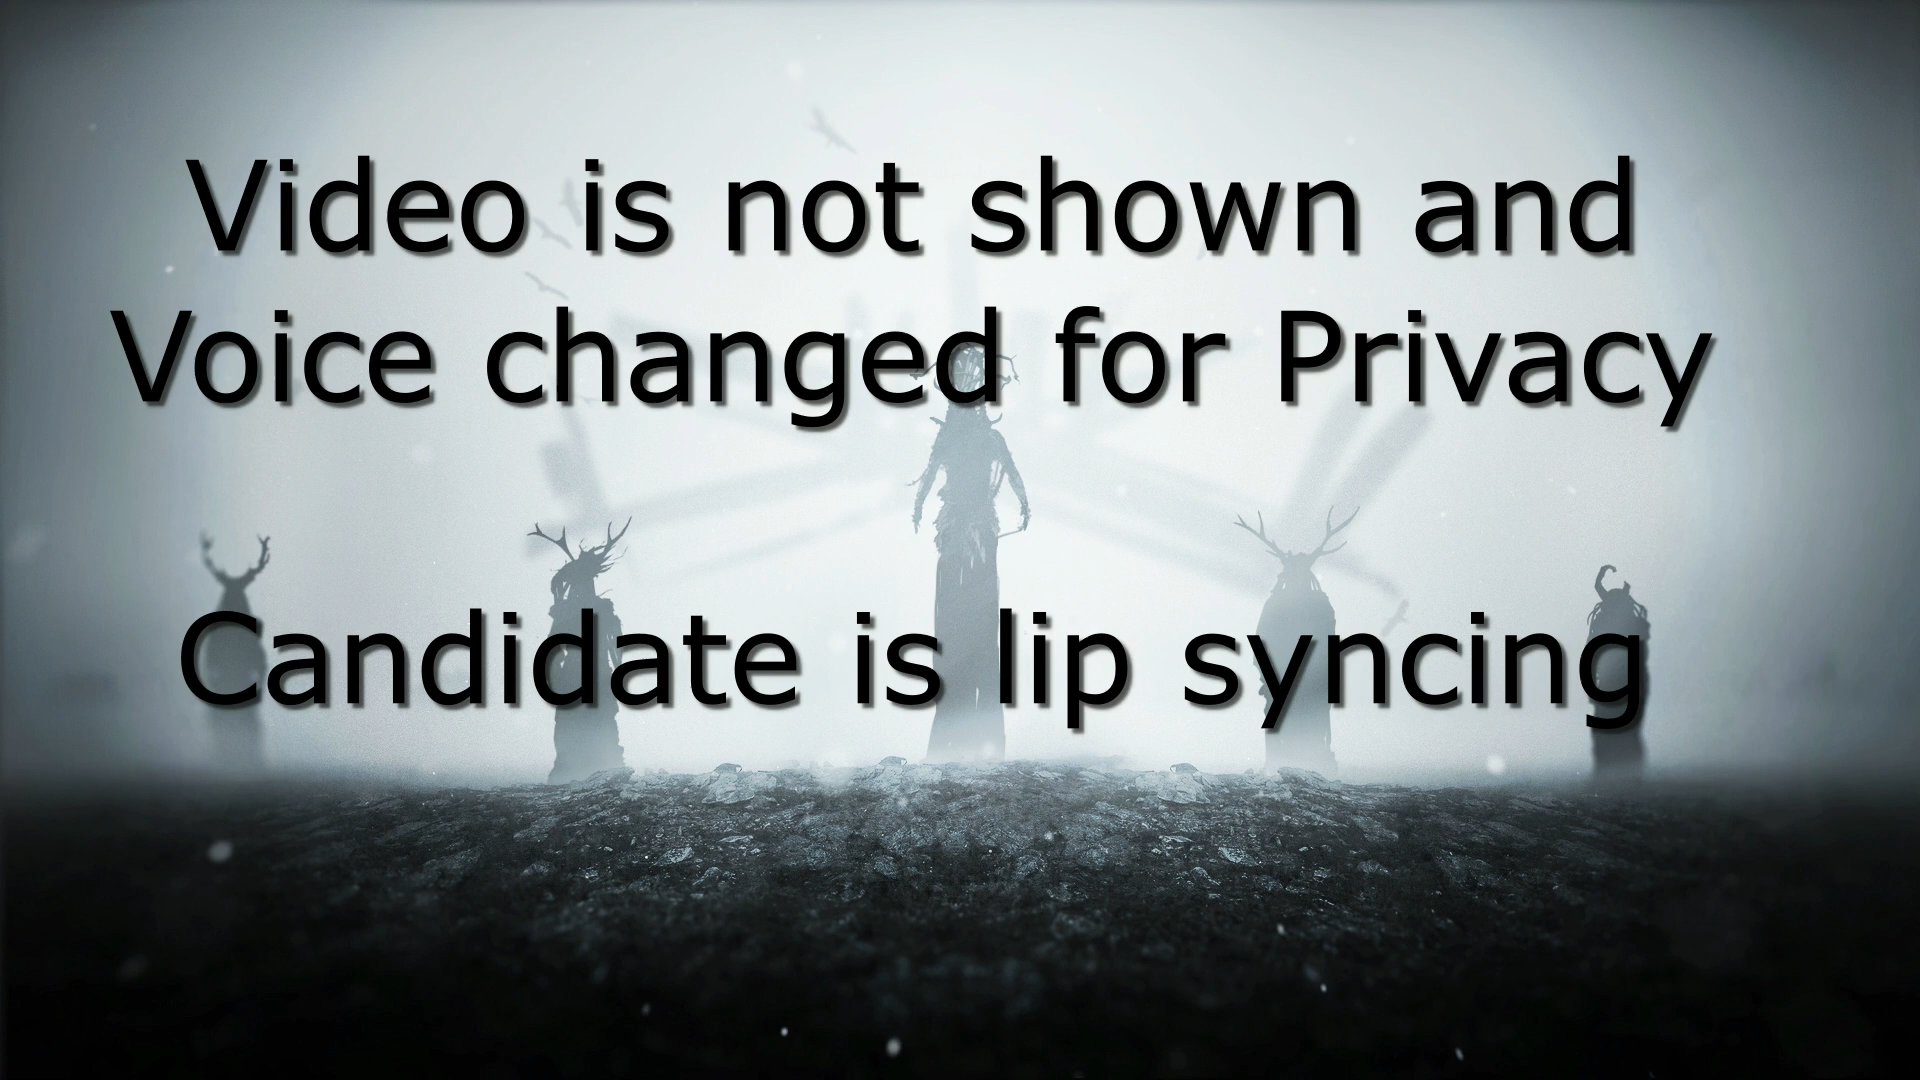 Video is not shown and
Voice changed for Privacy
Candidate is lip syncing